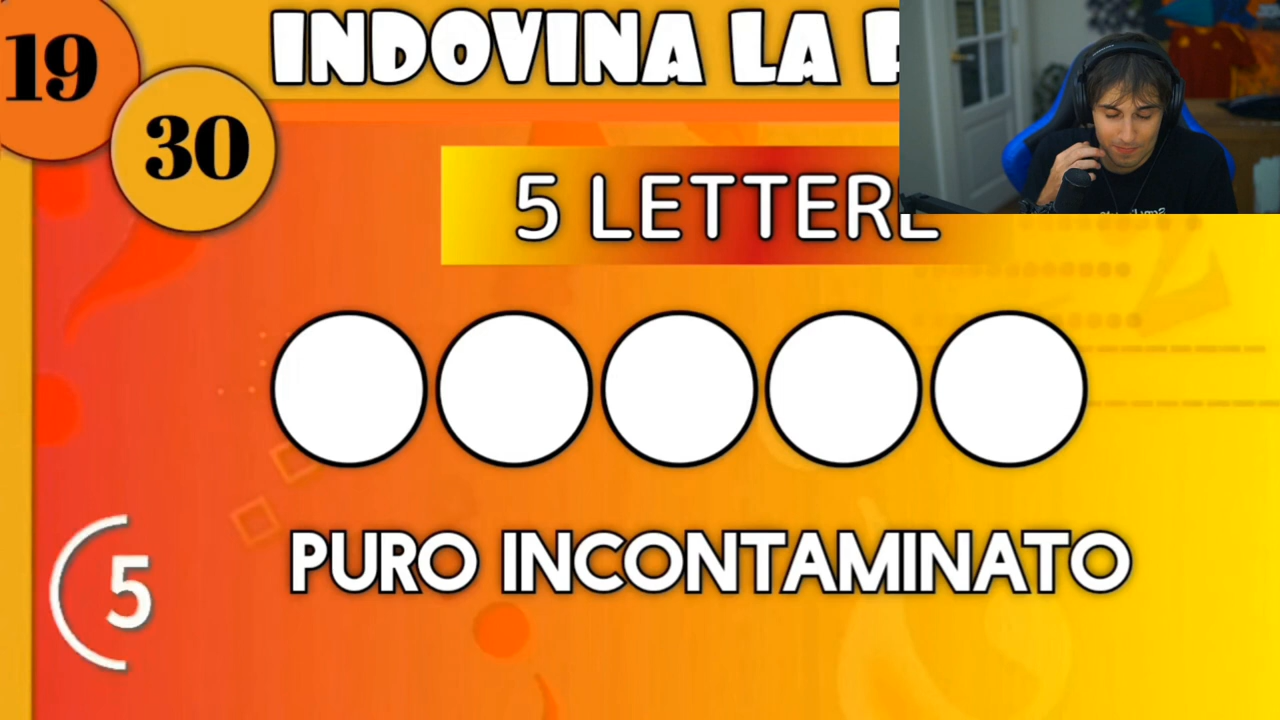 19
30
INDOVINA LA
5 LETTERE
5
PURO INCONTAMINATO